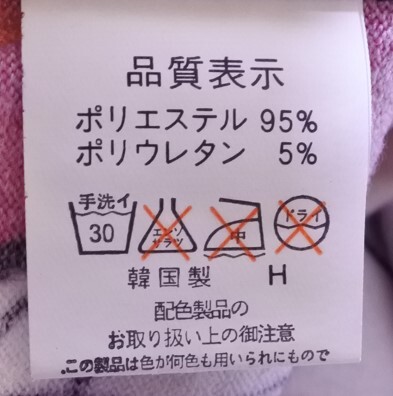 品質表示
ポリエステル 95%
ポリウレタン 5%
手洗イ
30
エンソ
サラシ
中
ドライ
韓国製 H
配色製品の
お取り扱い上の御注意
.この製品は色が何色も用いられにもので